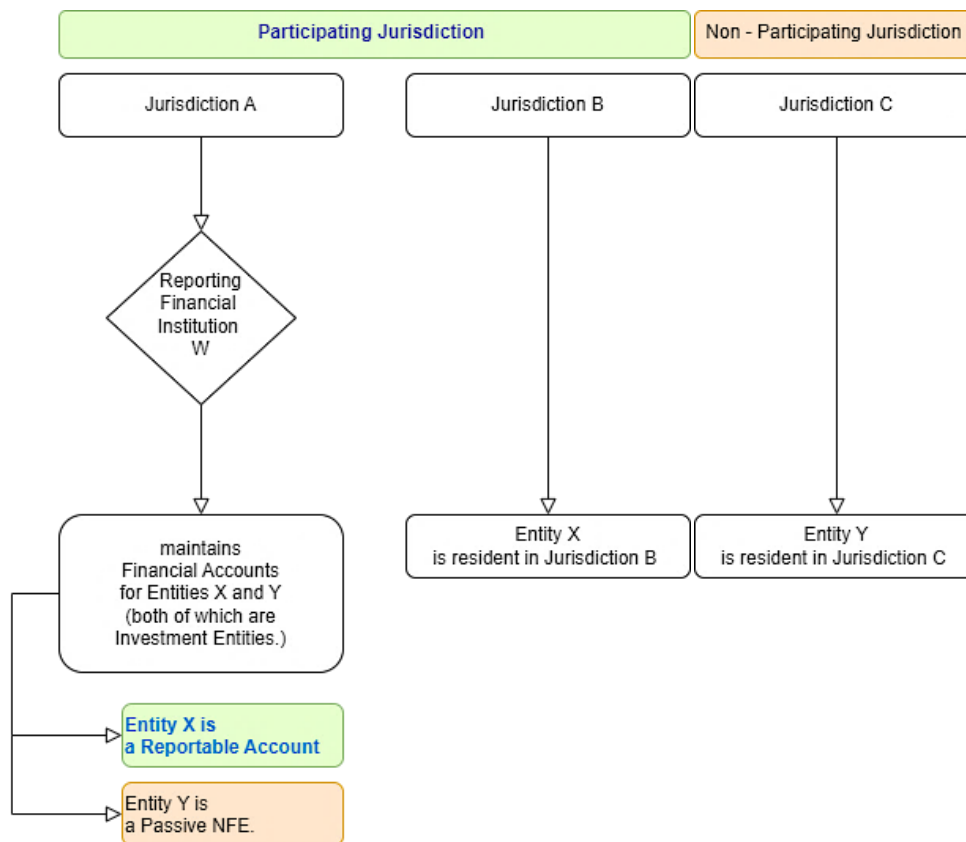 Participating Jurisdiction
Non - Participating Jurisdiction
Jurisdiction A
Jurisdiction B
Jurisdiction C
Reporting
Financial
Institution
W
maintains
Financial Accounts
for Entities X and Y
(both of which are
Investment Entities.)
Entity X
is resident in Jurisdiction B
Entity Y
is resident in Jurisdiction C
Entity X is
a Reportable Account
Entity Y is
a Passive NFE.